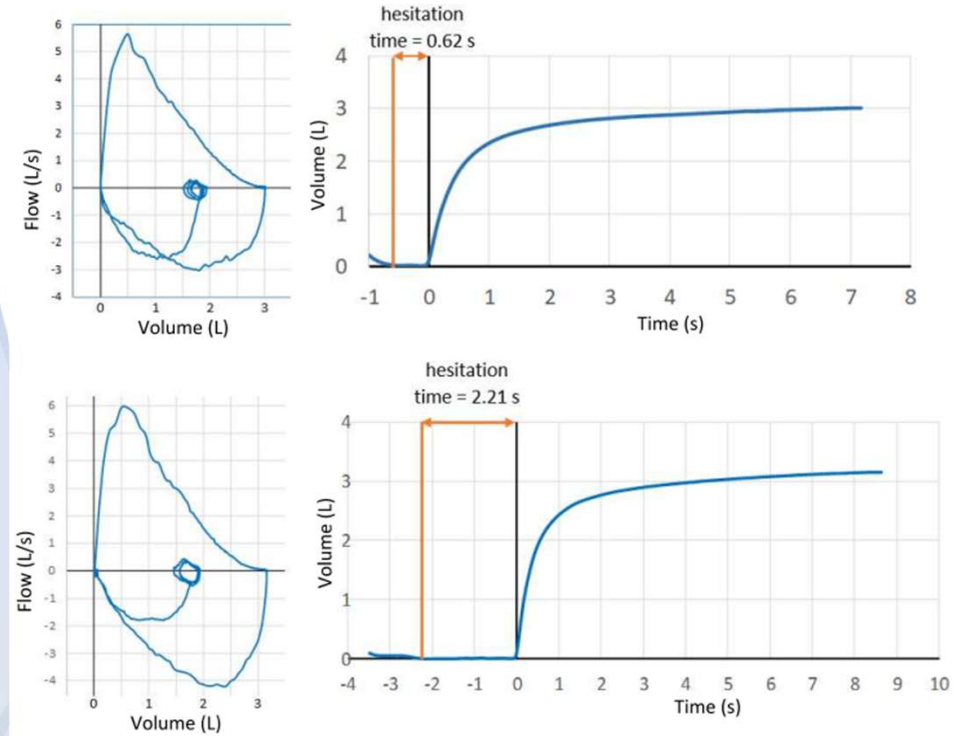 hesitation
time = 0.62 s
6
5
4
3
2
1
0
-1
-2
-3
-4
Flow (L/s)
0 1 2 3
Volume (L)
4
3
2
1
0
Volume (L)
-1 0 1 2 3 4 5 6 7 8
Time (s)
hesitation
time = 2.21 s
6
5
4
3
2
1
0
-1
-2
-3
-4
Flow (L/s)
0 1 2 3
Volume (L)
4
3
2
1
0
Volume (L)
-4 -3 -2 -1 0 1 2 3 4 5 6 7 8 9 10
Time (s)